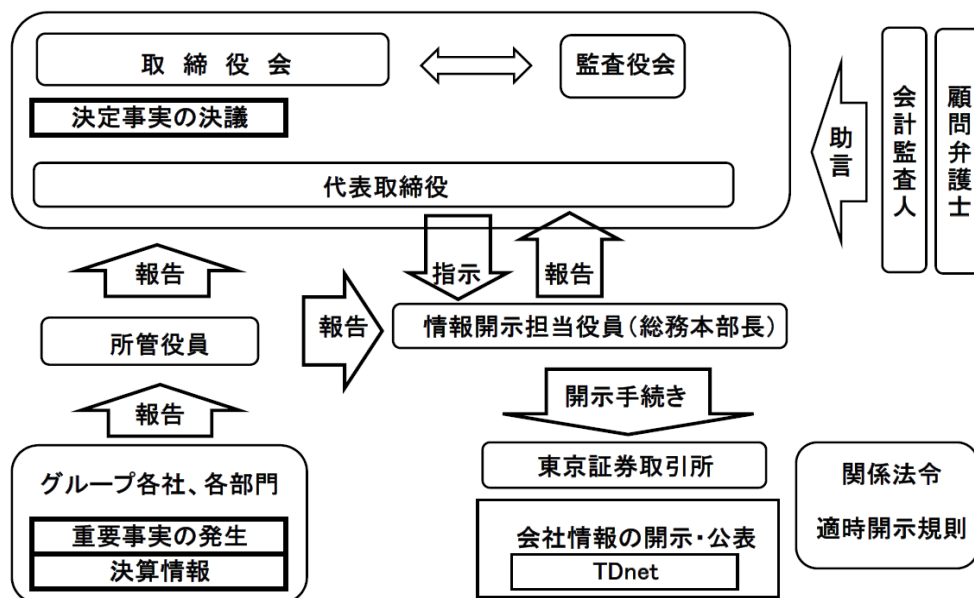 取締役会
監査役会
決定事実の決議
代表取締役
助言
会計監査人
顧問弁護士
報告
指示
報告
報告
所管役員
情報開示担当役員(総務本部長)
報告
開示手続き
グループ各社、各部門
重要事実の発生
決算情報
東京証券取引所
会社情報の開示・公表
TDnet
関係法令
適時開示規則